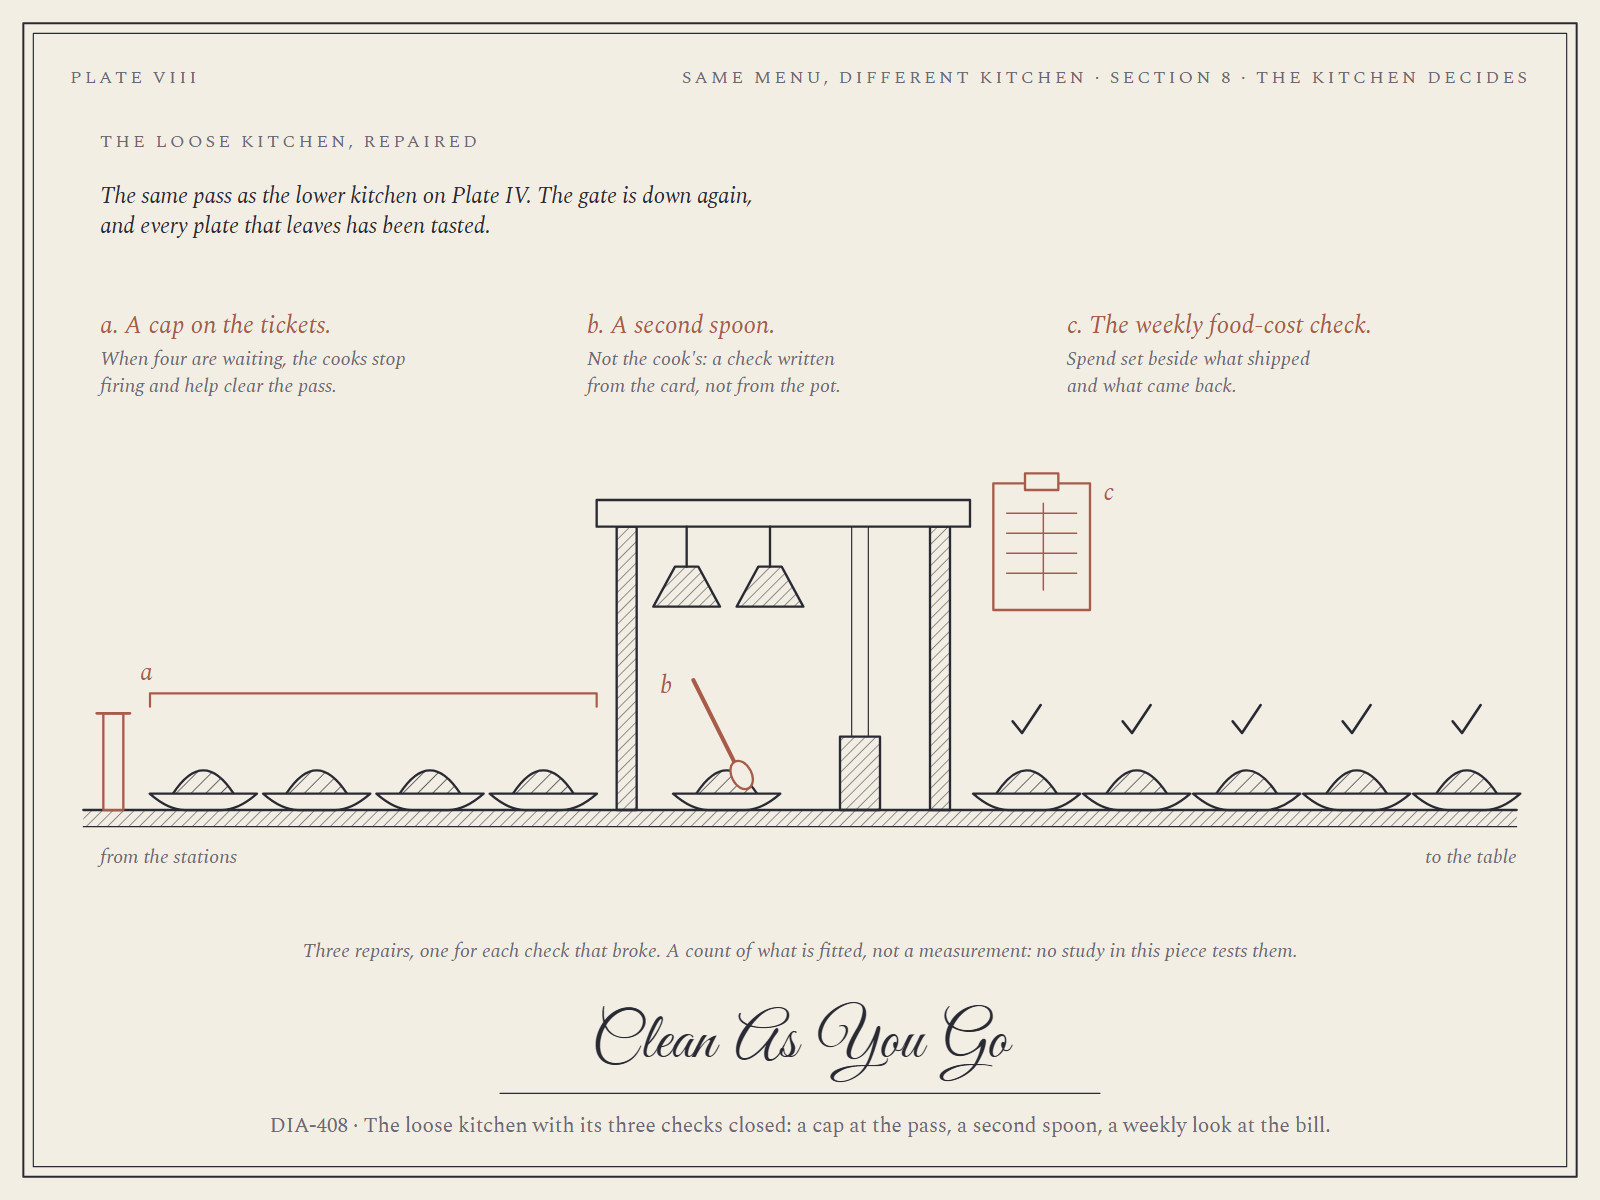 PLATE VIII
SAME MENU, DIFFERENT KITCHEN · SECTION 8 · THE KITCHEN DECIDES
THE LOOSE KITCHEN, REPAIRED
The same pass as the lower kitchen on Plate IV. The gate is down again,
and every plate that leaves has been tasted.
a. A cap on the tickets.
When four are waiting, the cooks stop
firing and help clear the pass.
b. A second spoon.
Not the cook's: a check written
from the card, not from the pot.
c. The weekly food-cost check.
Spend set beside what shipped
and what came back.
c
a
b
from the stations
to the table
Three repairs, one for each check that broke. A count of what is fitted, not a measurement: no study in this piece tests them.
Clean As You Go
DIA-408 · The loose kitchen with its three checks closed: a cap at the pass, a second spoon, a weekly look at the bill.